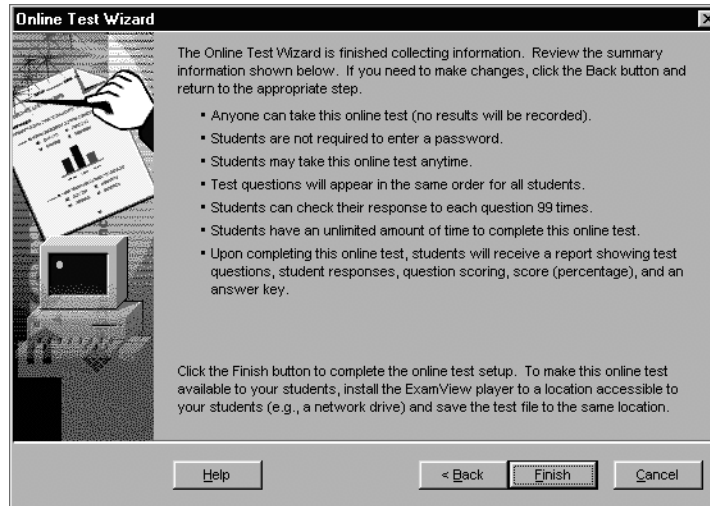 Online Test Wizard
The Online Test Wizard is finished collecting information. Review the summary
information shown below. If you need to make changes, click the Back button and
return to the appropriate step.
▪ Anyone can take this online test (no results will be recorded).
▪ Students are not required to enter a password.
▪ Students may take this online test anytime.
▪ Test questions will appear in the same order for all students.
▪ Students can check their response to each question 99 times.
▪ Students have an unlimited amount of time to complete this online test.
▪ Upon completing this online test, students will receive a report showing test
questions, student responses, question scoring, score (percentage), and an
answer key.
Click the Finish button to complete the online test setup. To make this online test
available to your students, install the ExamView player to a location accessible to
your students (e.g., a network drive) and save the test file to the same location.
Help < Back Finish Cancel